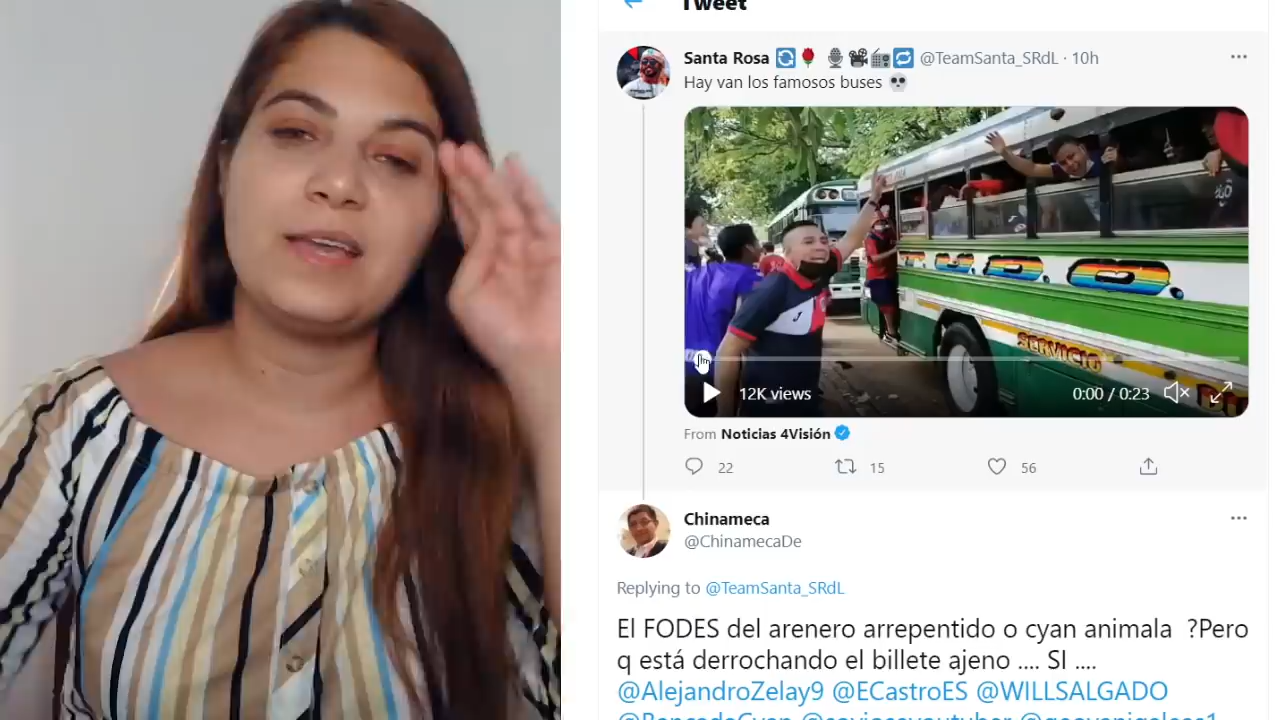 Tweet
Santa Rosa 🔄🌹 🎙️📽️📻🔁 @TeamSanta_SRdL · 10h
Hay van los famosos buses 💀
SERVICIO
12K views
0:00 / 0:23
From Noticias 4Visión
22
15
56
Chinameca
@ChinamecaDe
Replying to @TeamSanta_SRdL
El FODES del arenero arrepentido o cyan animala ?Pero
q está derrochando el billete ajeno .... SI ....
@AlejandroZelay9 @ECastroES @WILLSALGADO